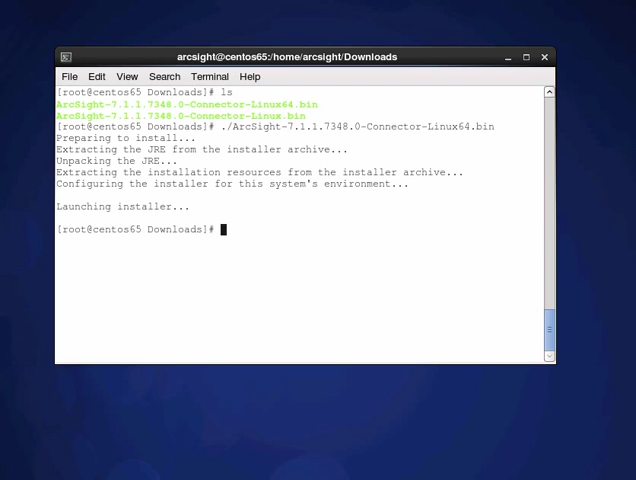 arcsight@centos65:/home/arcsight/Downloads
File Edit View Search Terminal Help
[root@centos65 Downloads]# ls
ArcSight-7.1.1.7348.0-Connector-Linux64.bin
ArcSight-7.1.1.7348.0-Connector-Linux.bin
[root@centos65 Downloads]# ./ArcSight-7.1.1.7348.0-Connector-Linux64.bin
Preparing to install...
Extracting the JRE from the installer archive...
Unpacking the JRE...
Extracting the installation resources from the installer archive...
Configuring the installer for this system's environment...
Launching installer...
[root@centos65 Downloads]#